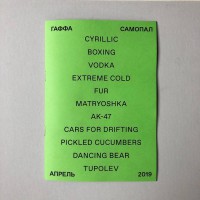 ГАФФА САМОПАЛ
CYRILLIC
BOXING
VODKA
EXTREME COLD
FUR
MATRYOSHKA
AK-47
CARS FOR DRIFTING
PICKLED CUCUMBERS
DANCING BEAR
TUPOLEV
АПРЕЛЬ 2019